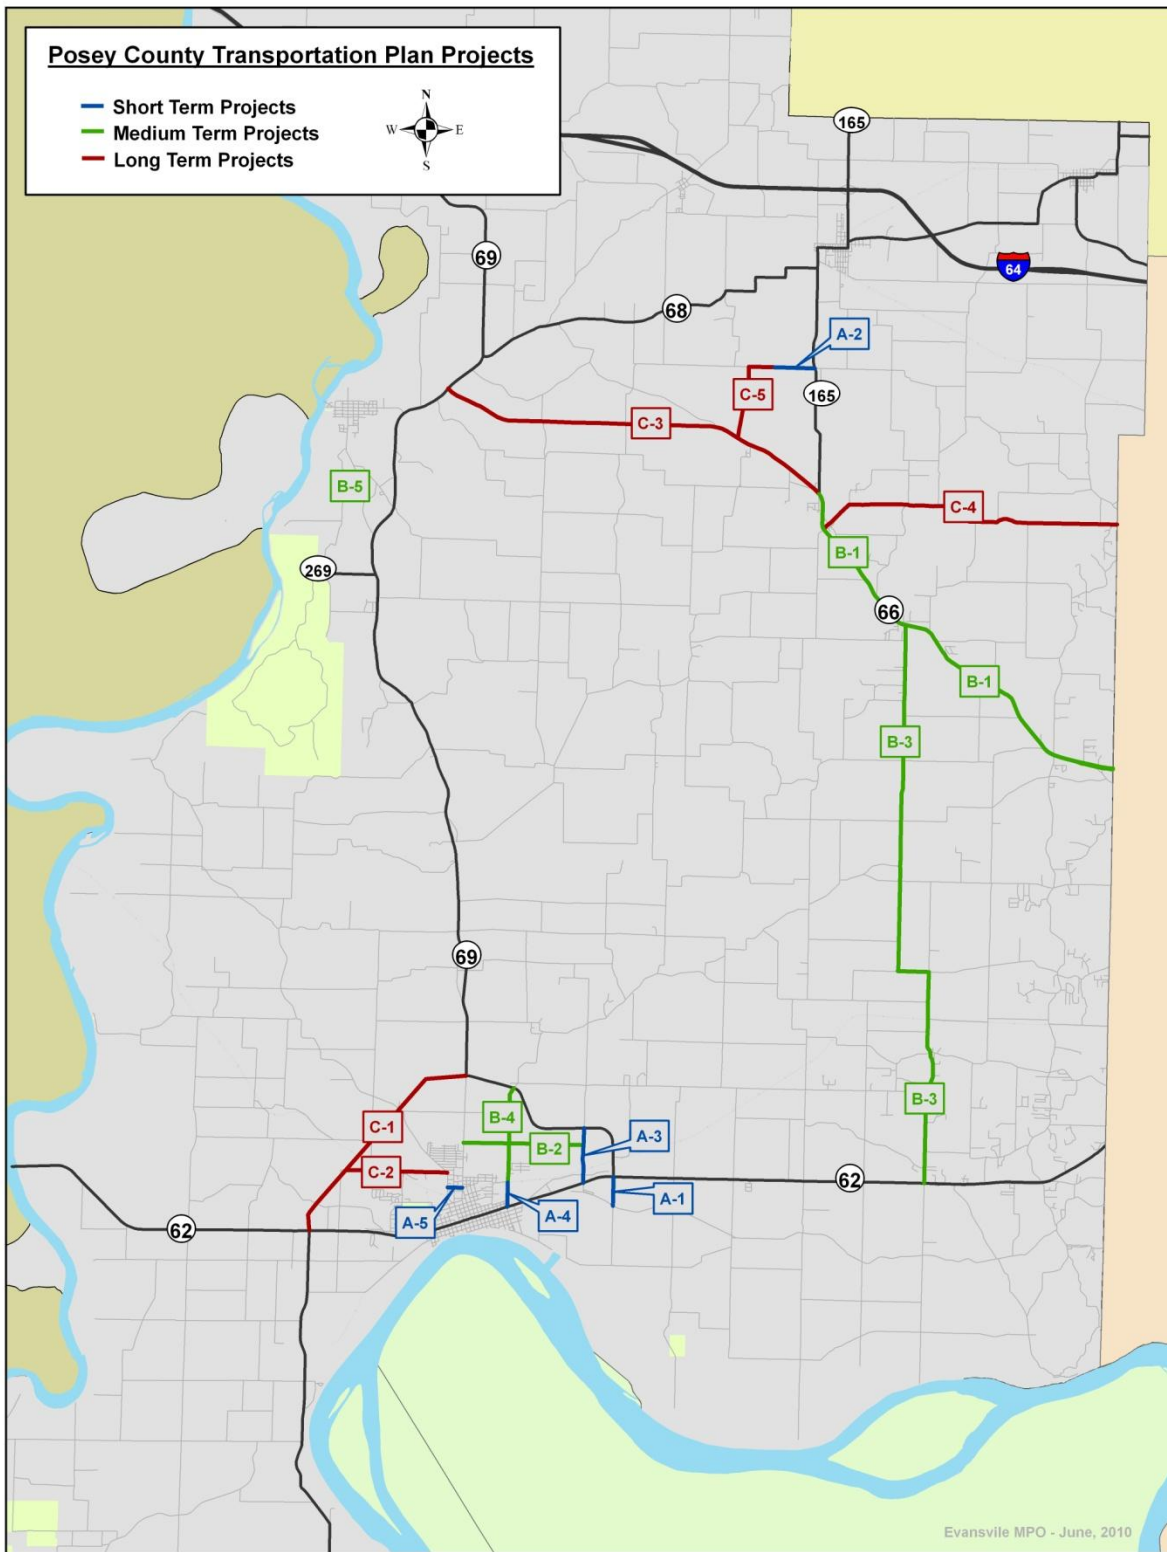 Posey County Transportation Plan Projects
Short Term Projects
Medium Term Projects
Long Term Projects
N
W E
S
165
69
64
68
A-2
C-5
165
C-3
B-5
C-4
B-1
269
66
B-1
B-3
69
B-3
B-4
C-1
A-3
B-2
C-2
62
A-1
A-5
A-4
62
Evansvile MPO - June, 2010